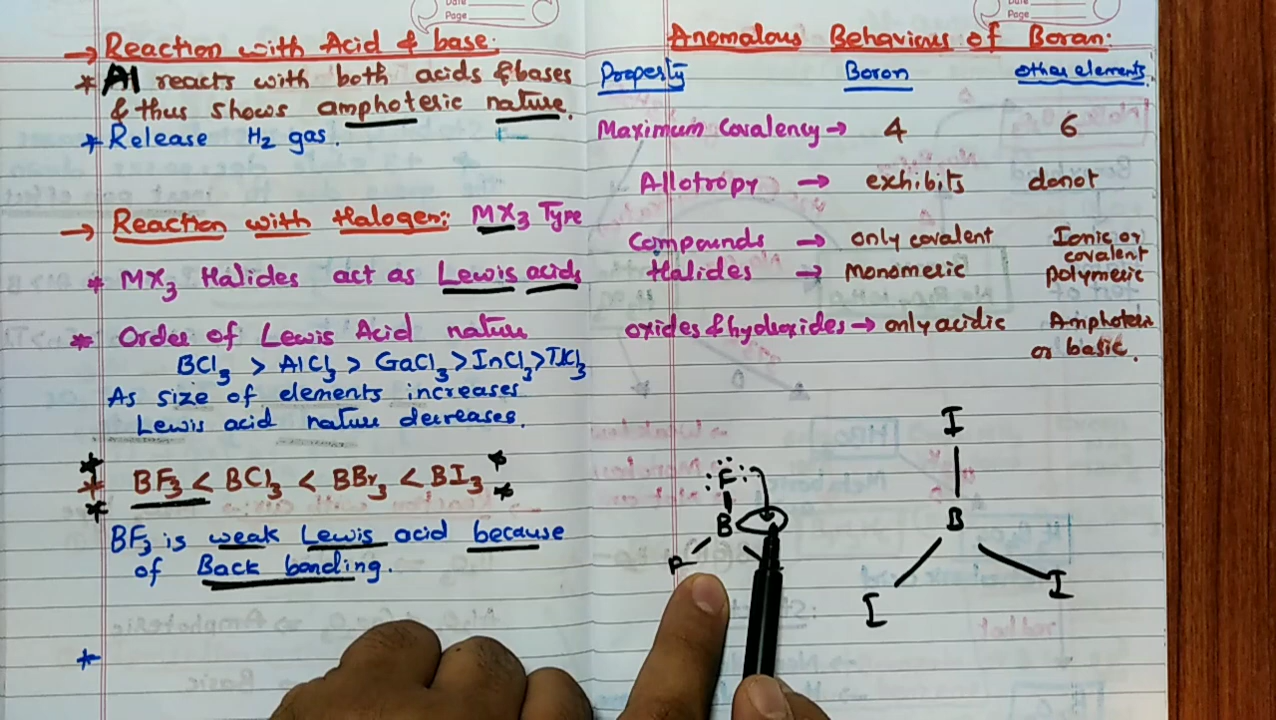 Date
Page
→ Reaction with Acid & base:
* Al reacts with both acids & bases
& thus shows amphoteric nature.
* Release H₂ gas.
→ Reaction with Halogen: MX₃ Type
* MX₃ Halides act as Lewis acids
* Order of Lewis Acid nature
BCl₃ > AlCl₃ > GaCl₃ > InCl₃ > TlCl₃
As size of elements increases
Lewis acid nature decreases.
* BF₃ < BCl₃ < BBr₃ < BI₃ *
BF₃ is weak Lewis acid because
of Back bonding.
*
Date
Page
Anomalous Behaviour of Boran:
Property Boron other elements
Maximum Covalency → 4 6
Allotropy → exhibits donot
Compounds → only covalent Ionic or covalent
Halides → monomeric polymeric
oxides & hydroxides → only acidic Amphoteric or basic.
F
B
F
I
B
I I